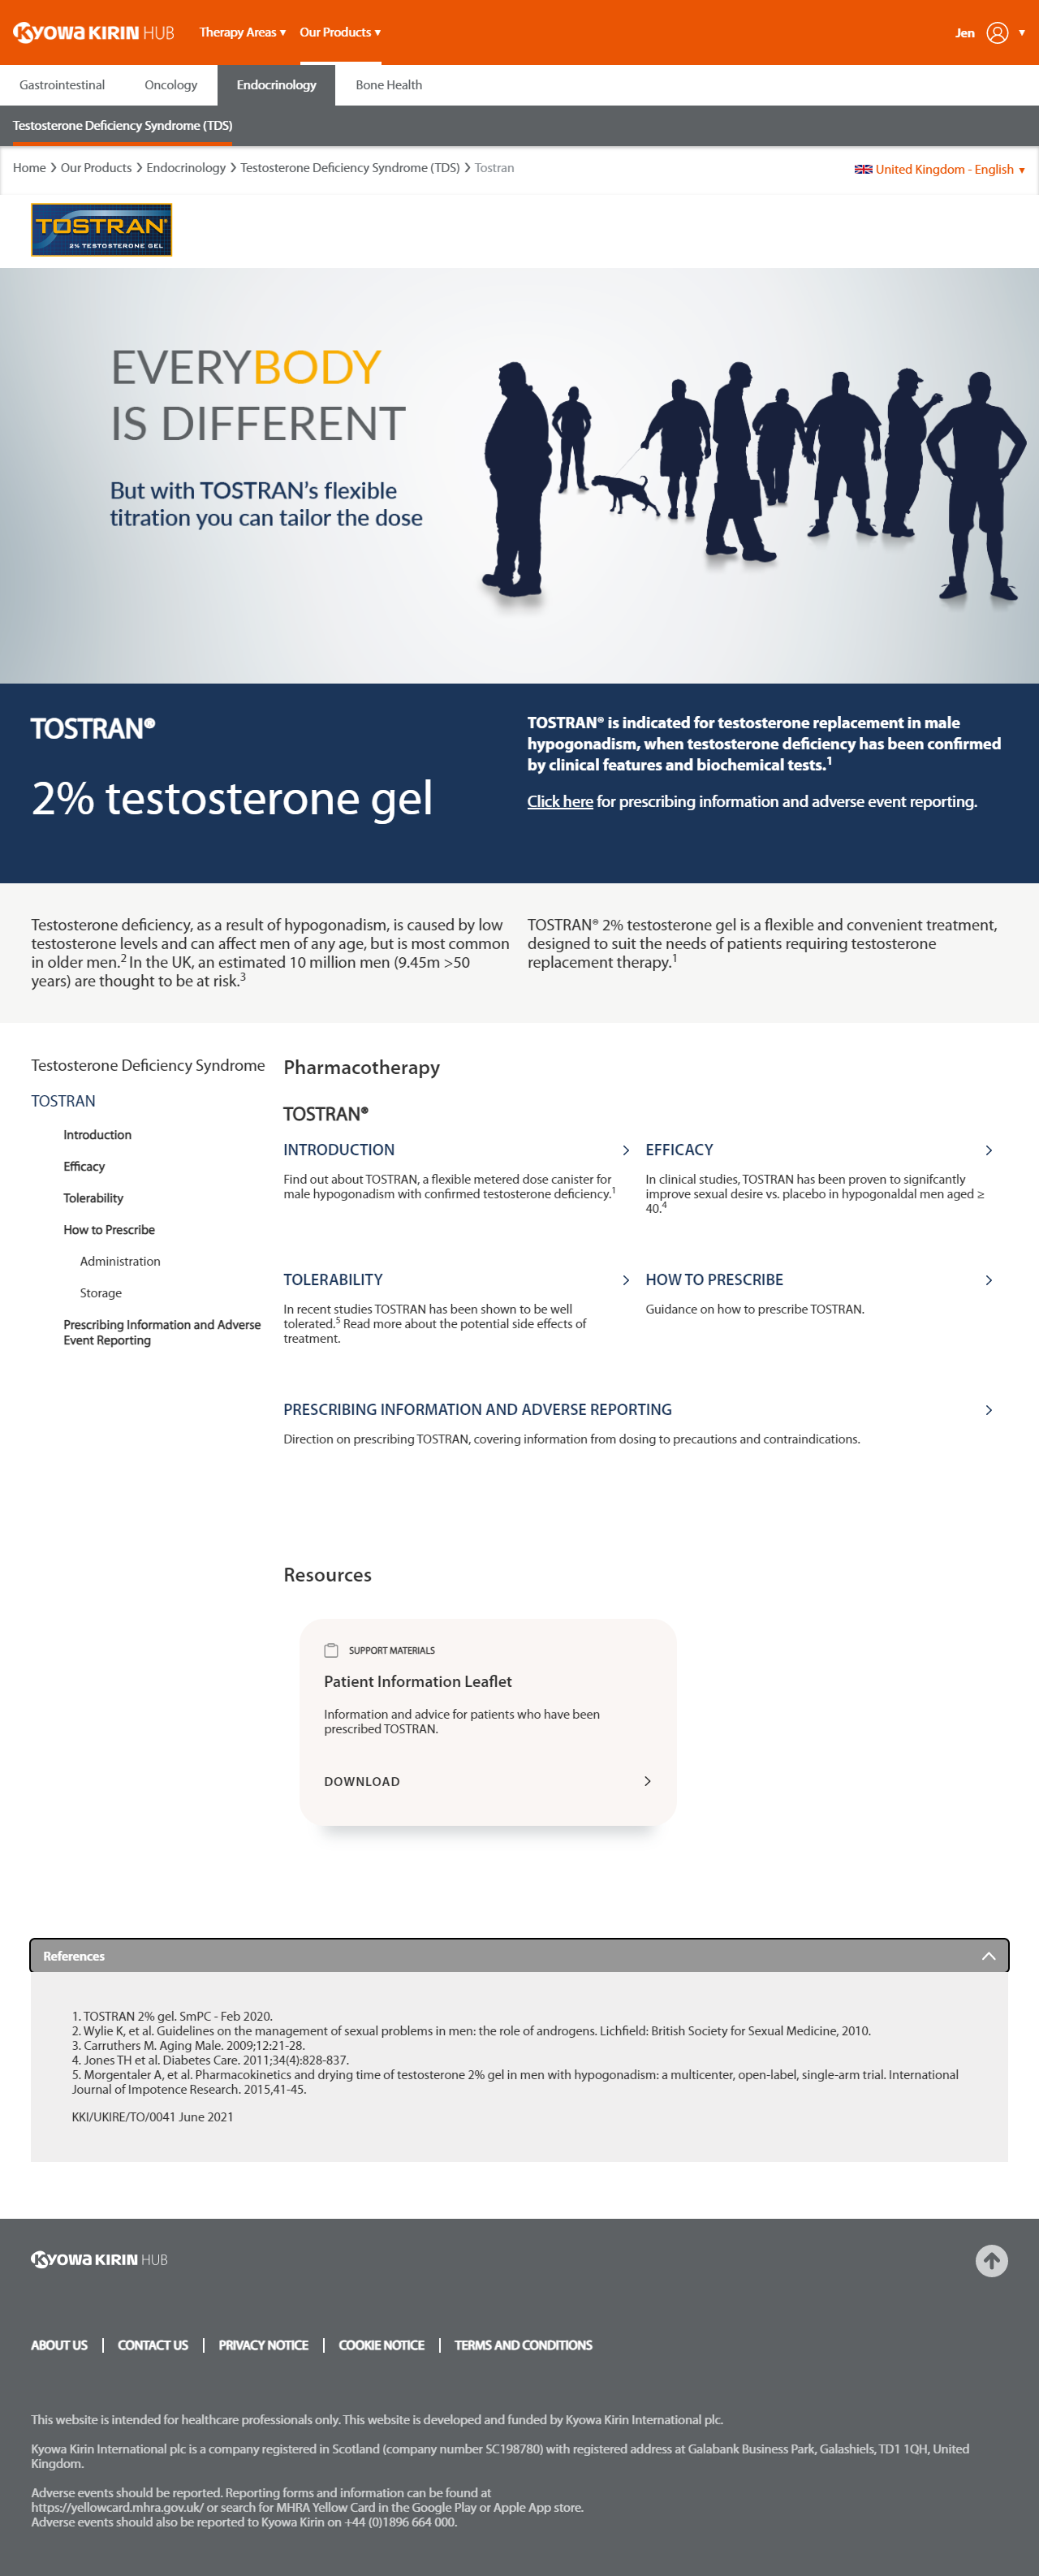 KYOWA KIRIN HUB
Therapy Areas ▼
Our Products ▼
Jen ▼
Gastrointestinal
Oncology
Endocrinology
Bone Health
Testosterone Deficiency Syndrome (TDS)
Home > Our Products > Endocrinology > Testosterone Deficiency Syndrome (TDS) > Tostran
United Kingdom - English ▼
TOSTRAN®
2% TESTOSTERONE GEL
EVERYBODY
IS DIFFERENT
But with TOSTRAN's flexible
titration you can tailor the dose
TOSTRAN®
2% testosterone gel
TOSTRAN® is indicated for testosterone replacement in male
hypogonadism, when testosterone deficiency has been confirmed
by clinical features and biochemical tests.1
Click here for prescribing information and adverse event reporting.
Testosterone deficiency, as a result of hypogonadism, is caused by low
testosterone levels and can affect men of any age, but is most common
in older men.2 In the UK, an estimated 10 million men (9.45m >50
years) are thought to be at risk.3
TOSTRAN® 2% testosterone gel is a flexible and convenient treatment,
designed to suit the needs of patients requiring testosterone
replacement therapy.1
Testosterone Deficiency Syndrome
TOSTRAN
Introduction
Efficacy
Tolerability
How to Prescribe
Administration
Storage
Prescribing Information and Adverse
Event Reporting
Pharmacotherapy
TOSTRAN®
INTRODUCTION
Find out about TOSTRAN, a flexible metered dose canister for
male hypogonadism with confirmed testosterone deficiency.1
EFFICACY
In clinical studies, TOSTRAN has been proven to signifcantly
improve sexual desire vs. placebo in hypogonaldal men aged ≥
40.4
TOLERABILITY
In recent studies TOSTRAN has been shown to be well
tolerated.5 Read more about the potential side effects of
treatment.
HOW TO PRESCRIBE
Guidance on how to prescribe TOSTRAN.
PRESCRIBING INFORMATION AND ADVERSE REPORTING
Direction on prescribing TOSTRAN, covering information from dosing to precautions and contraindications.
Resources
SUPPORT MATERIALS
Patient Information Leaflet
Information and advice for patients who have been
prescribed TOSTRAN.
DOWNLOAD
References
1. TOSTRAN 2% gel. SmPC - Feb 2020.
2. Wylie K, et al. Guidelines on the management of sexual problems in men: the role of androgens. Lichfield: British Society for Sexual Medicine, 2010.
3. Carruthers M. Aging Male. 2009;12:21-28.
4. Jones TH et al. Diabetes Care. 2011;34(4):828-837.
5. Morgentaler A, et al. Pharmacokinetics and drying time of testosterone 2% gel in men with hypogonadism: a multicenter, open-label, single-arm trial. International
Journal of Impotence Research. 2015,41-45.
KKI/UKIRE/TO/0041 June 2021
KYOWA KIRIN HUB
ABOUT US | CONTACT US | PRIVACY NOTICE | COOKIE NOTICE | TERMS AND CONDITIONS
This website is intended for healthcare professionals only. This website is developed and funded by Kyowa Kirin International plc.
Kyowa Kirin International plc is a company registered in Scotland (company number SC198780) with registered address at Galabank Business Park, Galashiels, TD1 1QH, United
Kingdom.
Adverse events should be reported. Reporting forms and information can be found at
https://yellowcard.mhra.gov.uk/ or search for MHRA Yellow Card in the Google Play or Apple App store.
Adverse events should also be reported to Kyowa Kirin on +44 (0)1896 664 000.